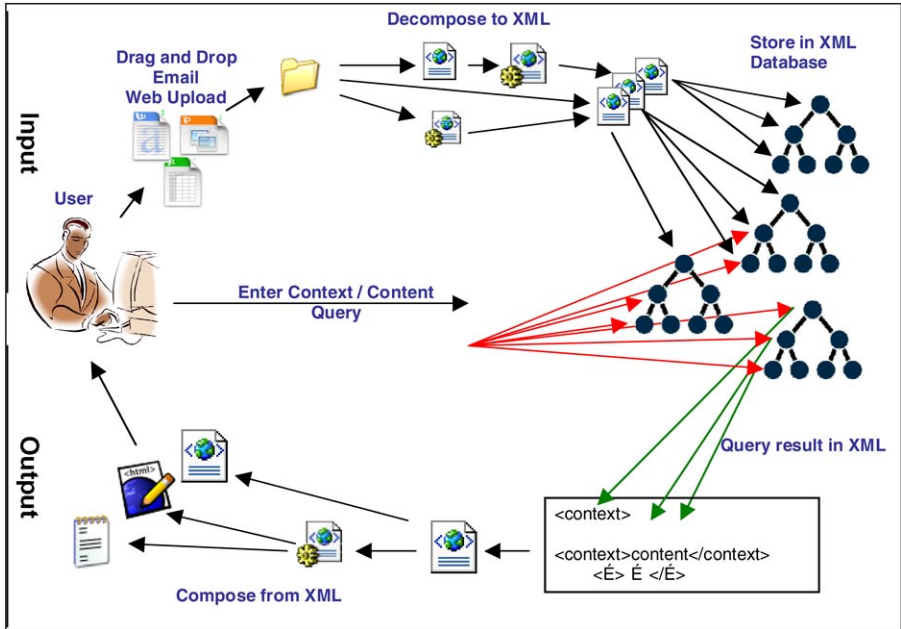 Decompose to XML
Drag and Drop
Email
Web Upload
Store in XML
Database
Input
User
Enter Context / Content
Query
Output
Query result in XML
<html>
<context>
<context>content</context>
<É> É </É>
Compose from XML